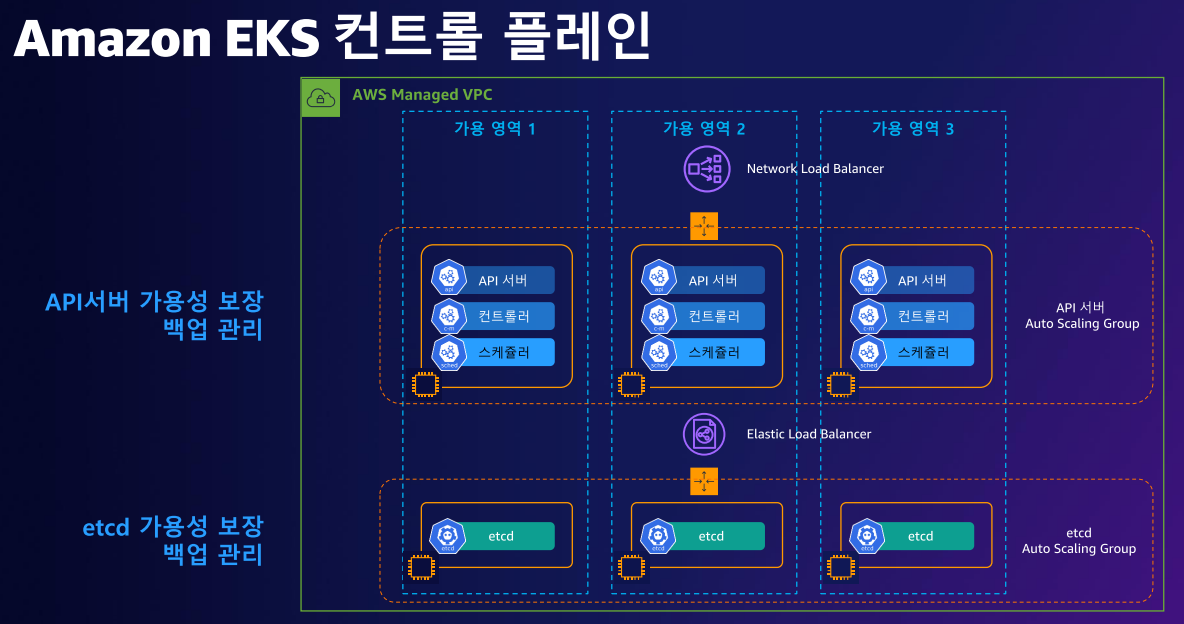 Amazon EKS 컨트롤 플레인
AWS Managed VPC
가용 영역 1
가용 영역 2
가용 영역 3
Network Load Balancer
API서버 가용성 보장
백업 관리
API 서버
api
컨트롤러
c-m
스케쥴러
sched
API 서버
api
컨트롤러
c-m
스케쥴러
sched
API 서버
api
컨트롤러
c-m
스케쥴러
sched
API 서버
Auto Scaling Group
Elastic Load Balancer
etcd 가용성 보장
백업 관리
etcd
etcd
etcd
etcd
etcd
etcd
etcd
Auto Scaling Group